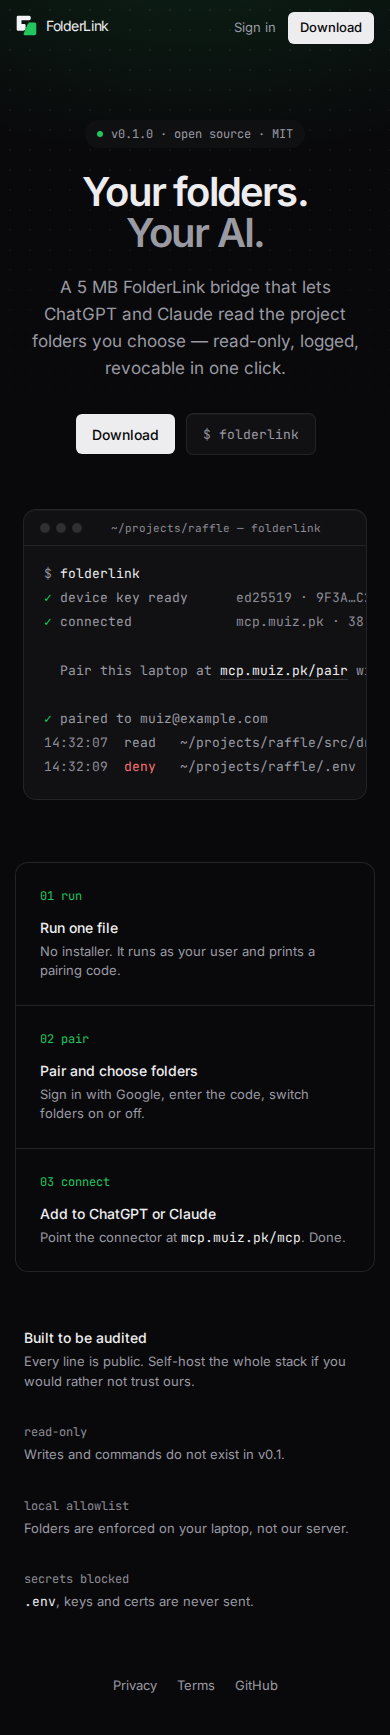 FolderLink Sign in Download
v0.1.0 · open source · MIT
Your folders.
Your AI.
A 5 MB FolderLink bridge that lets
ChatGPT and Claude read the project
folders you choose — read-only, logged,
revocable in one click.
Download $ folderlink
~/projects/raffle — folderlink
$ folderlink
✓ device key ready ed25519 · 9F3A…C
✓ connected mcp.muiz.pk · 38
Pair this laptop at mcp.muiz.pk/pair w
✓ paired to muiz@example.com
14:32:07 read ~/projects/raffle/src/d
14:32:09 deny ~/projects/raffle/.env
01 run
Run one file
No installer. It runs as your user and prints a
pairing code.
02 pair
Pair and choose folders
Sign in with Google, enter the code, switch
folders on or off.
03 connect
Add to ChatGPT or Claude
Point the connector at mcp.muiz.pk/mcp. Done.
Built to be audited
Every line is public. Self-host the whole stack if you
would rather not trust ours.
read-only
Writes and commands do not exist in v0.1.
local allowlist
Folders are enforced on your laptop, not our server.
secrets blocked
.env, keys and certs are never sent.
Privacy Terms GitHub